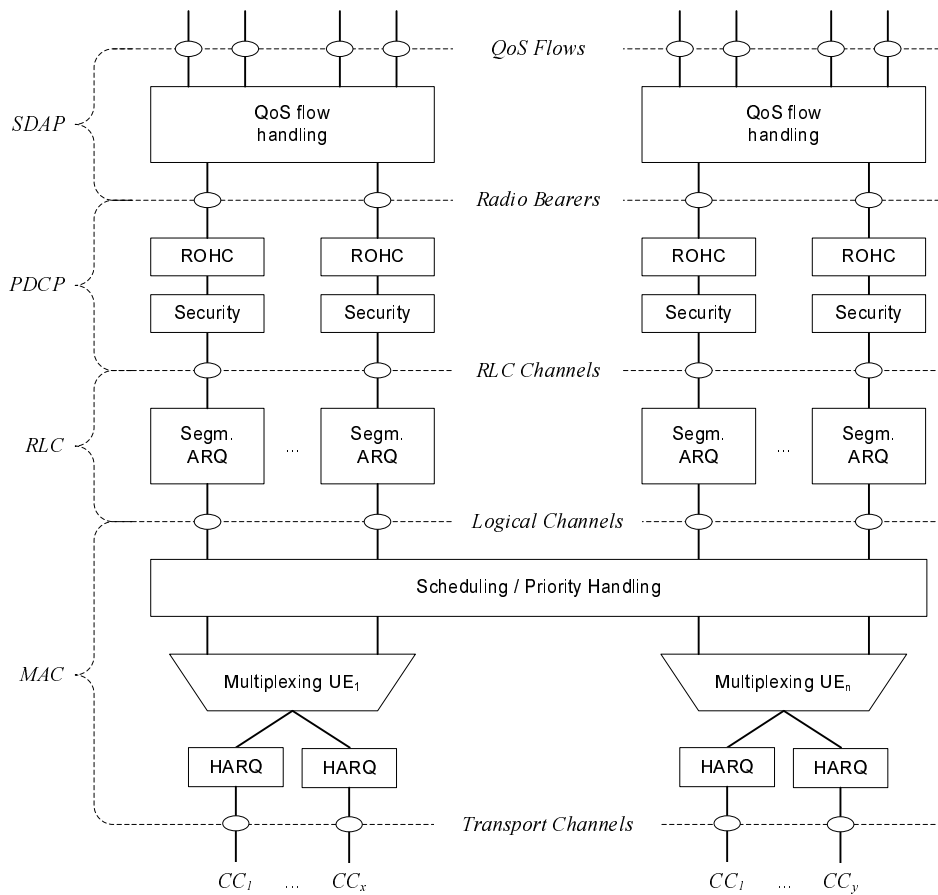 QoS Flows
QoS flow
handling
QoS flow
handling
SDAP
Radio Bearers
ROHC
ROHC
ROHC
ROHC
PDCP
Security
Security
Security
Security
RLC Channels
Segm.
ARQ
...
Segm.
ARQ
Segm.
ARQ
...
Segm.
ARQ
RLC
Logical Channels
Scheduling / Priority Handling
MAC
Multiplexing UE₁
Multiplexing UEₙ
HARQ
HARQ
HARQ
HARQ
Transport Channels
CC₁ ... CCₓ
CC₁ ... CCy